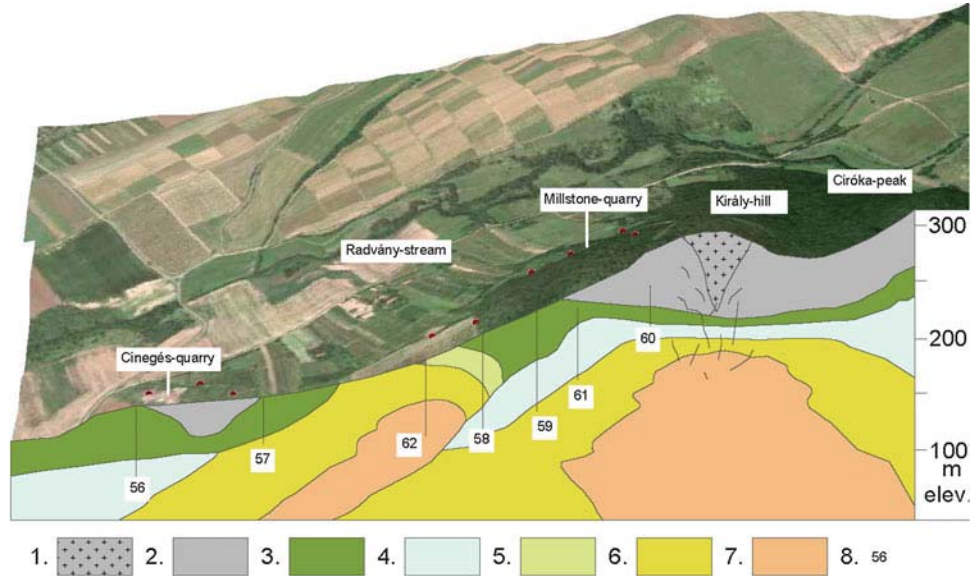 Ciróka-peak
Millstone-quarry
Király-hill
300
Radvány-stream
Cinegés-quarry
60
200
61
59
62
58
57
56
100
m
elev.
1. 2. 3. 4. 5. 6. 7. 8. 56